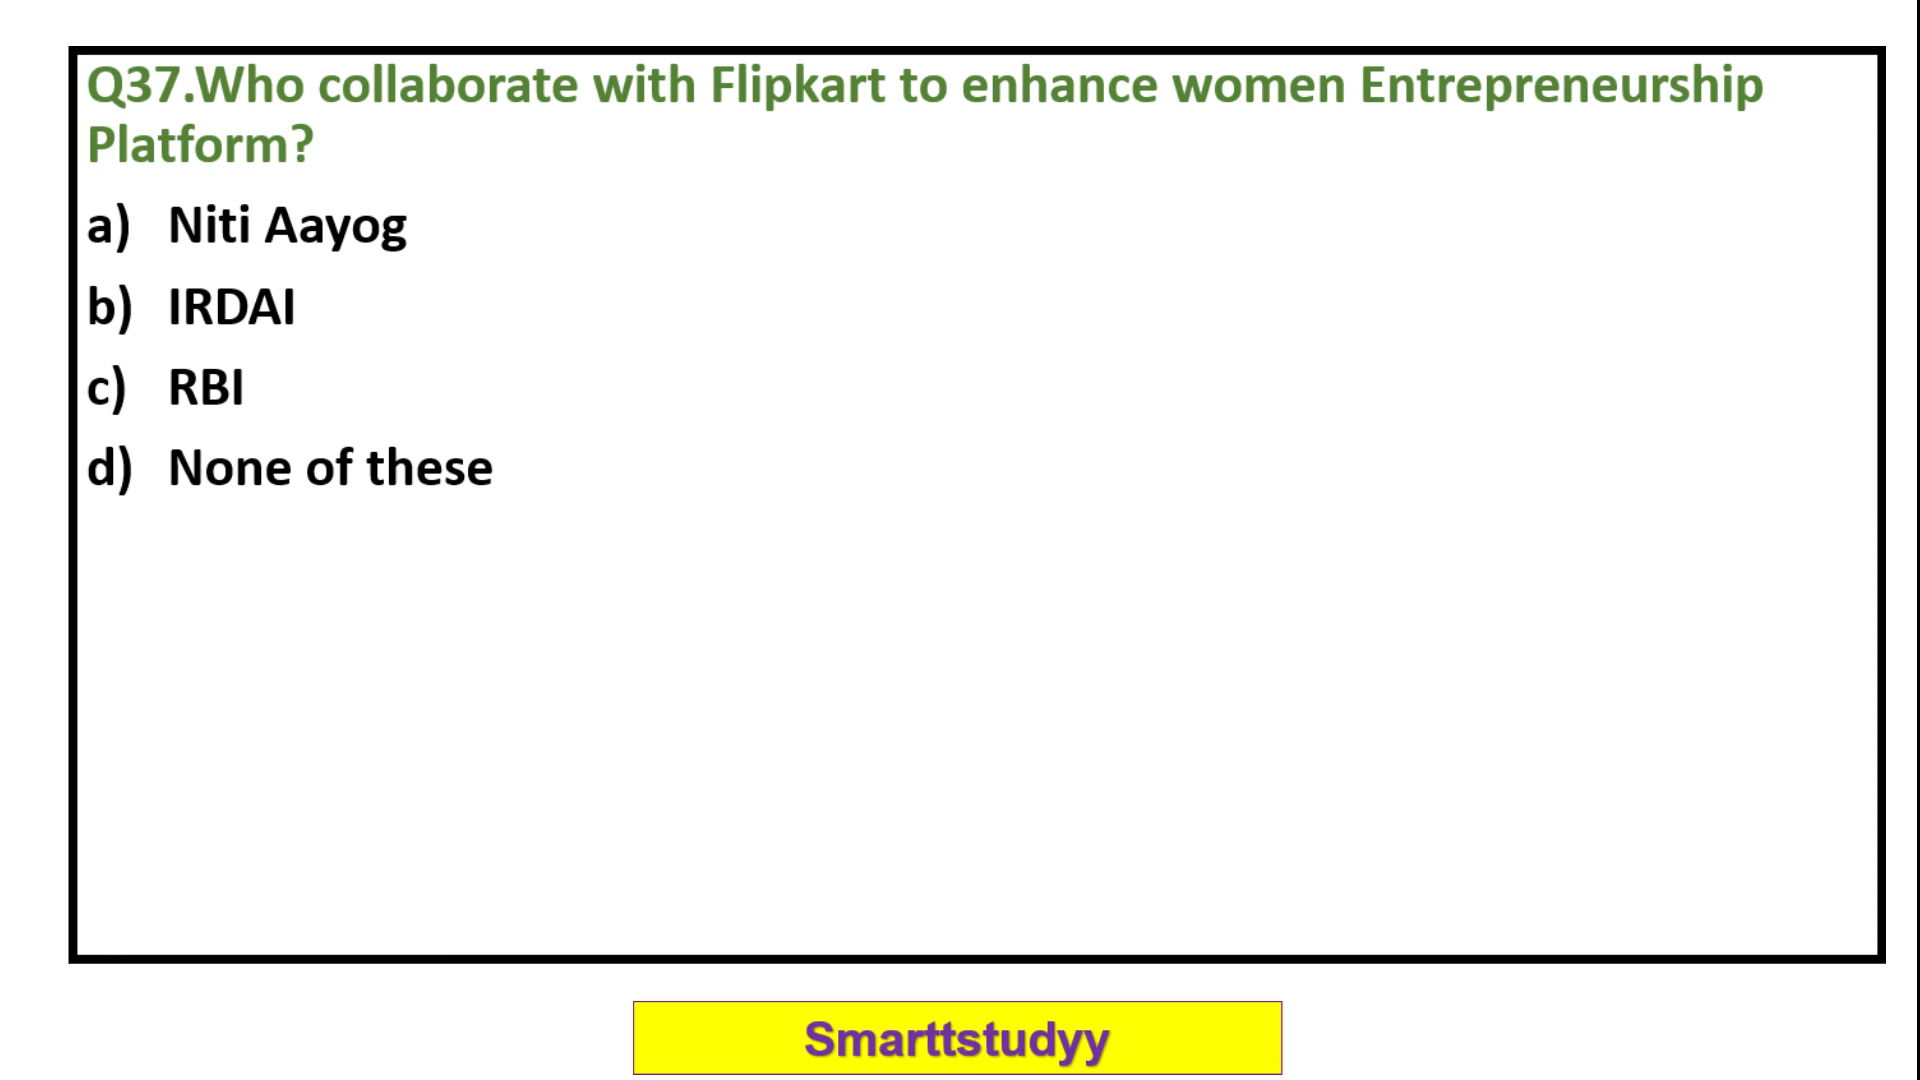 Q37.Who collaborate with Flipkart to enhance women Entrepreneurship
Platform?
a) Niti Aayog
b) IRDAI
c) RBI
d) None of these
Smarttstudyy